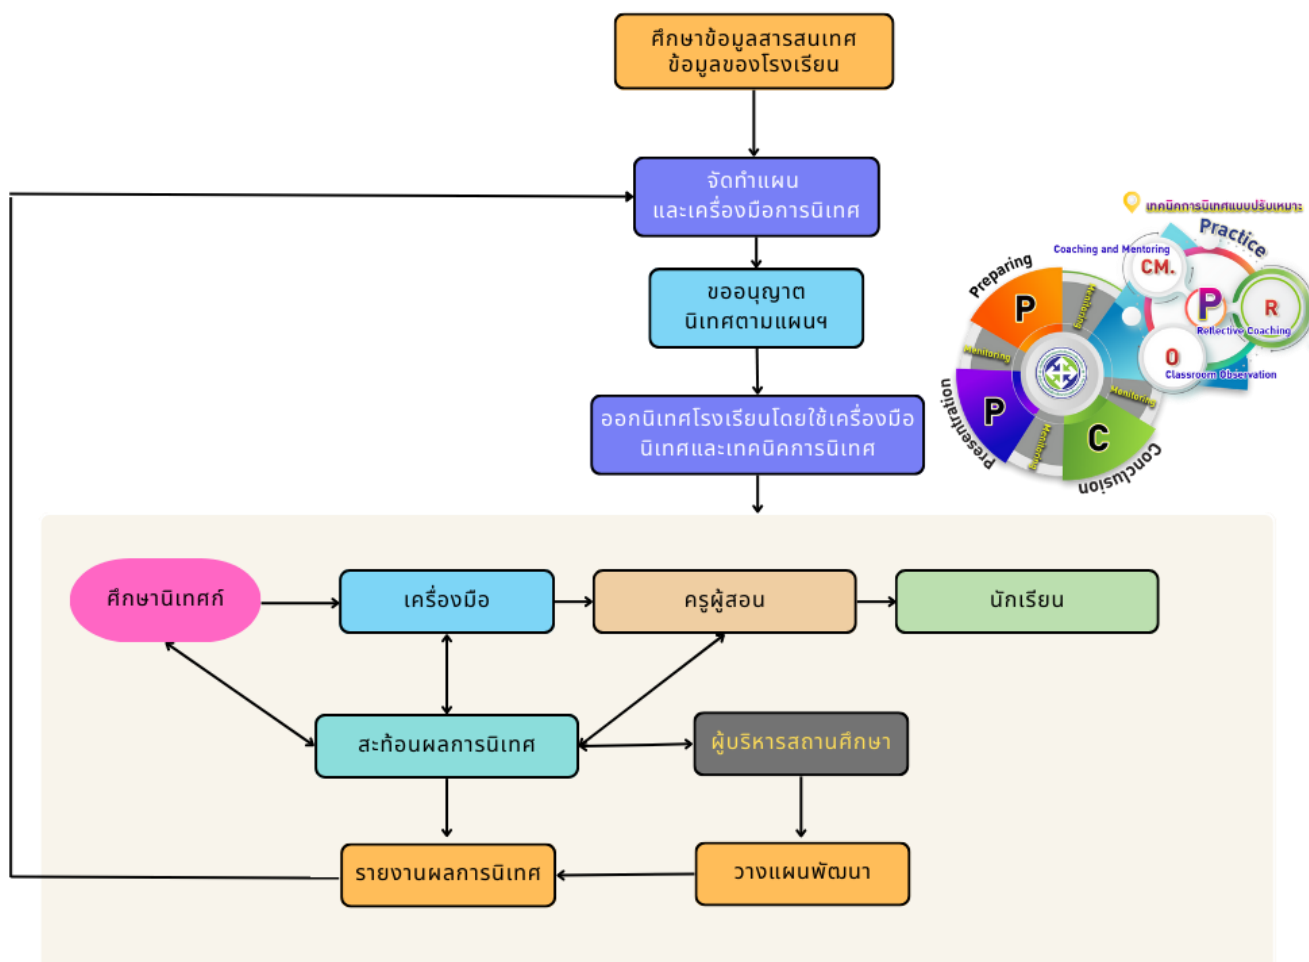 ศึกษาข้อมูลสารสนเทศ
ข้อมูลของโรงเรียน
จัดทำแผน
และเครื่องมือการนิเทศ
ขออนุญาต
นิเทศตามแผนฯ
ออกนิเทศโรงเรียนโดยใช้เครื่องมือ
นิเทศและเทคนิคการนิเทศ
เทคนิคการนิเทศแบบปรับเหมาะ
Practice
Coaching and Mentoring
CM.
P
R
Reflective Coaching
O
Classroom Observation
Preparing
P
Monitoring
Monitoring
Presentration
P
Monitoring
Monitoring
C
Conclusion
ศึกษานิเทศก์
เครื่องมือ
ครูผู้สอน
นักเรียน
สะท้อนผลการนิเทศ
ผู้บริหารสถานศึกษา
รายงานผลการนิเทศ
วางแผนพัฒนา